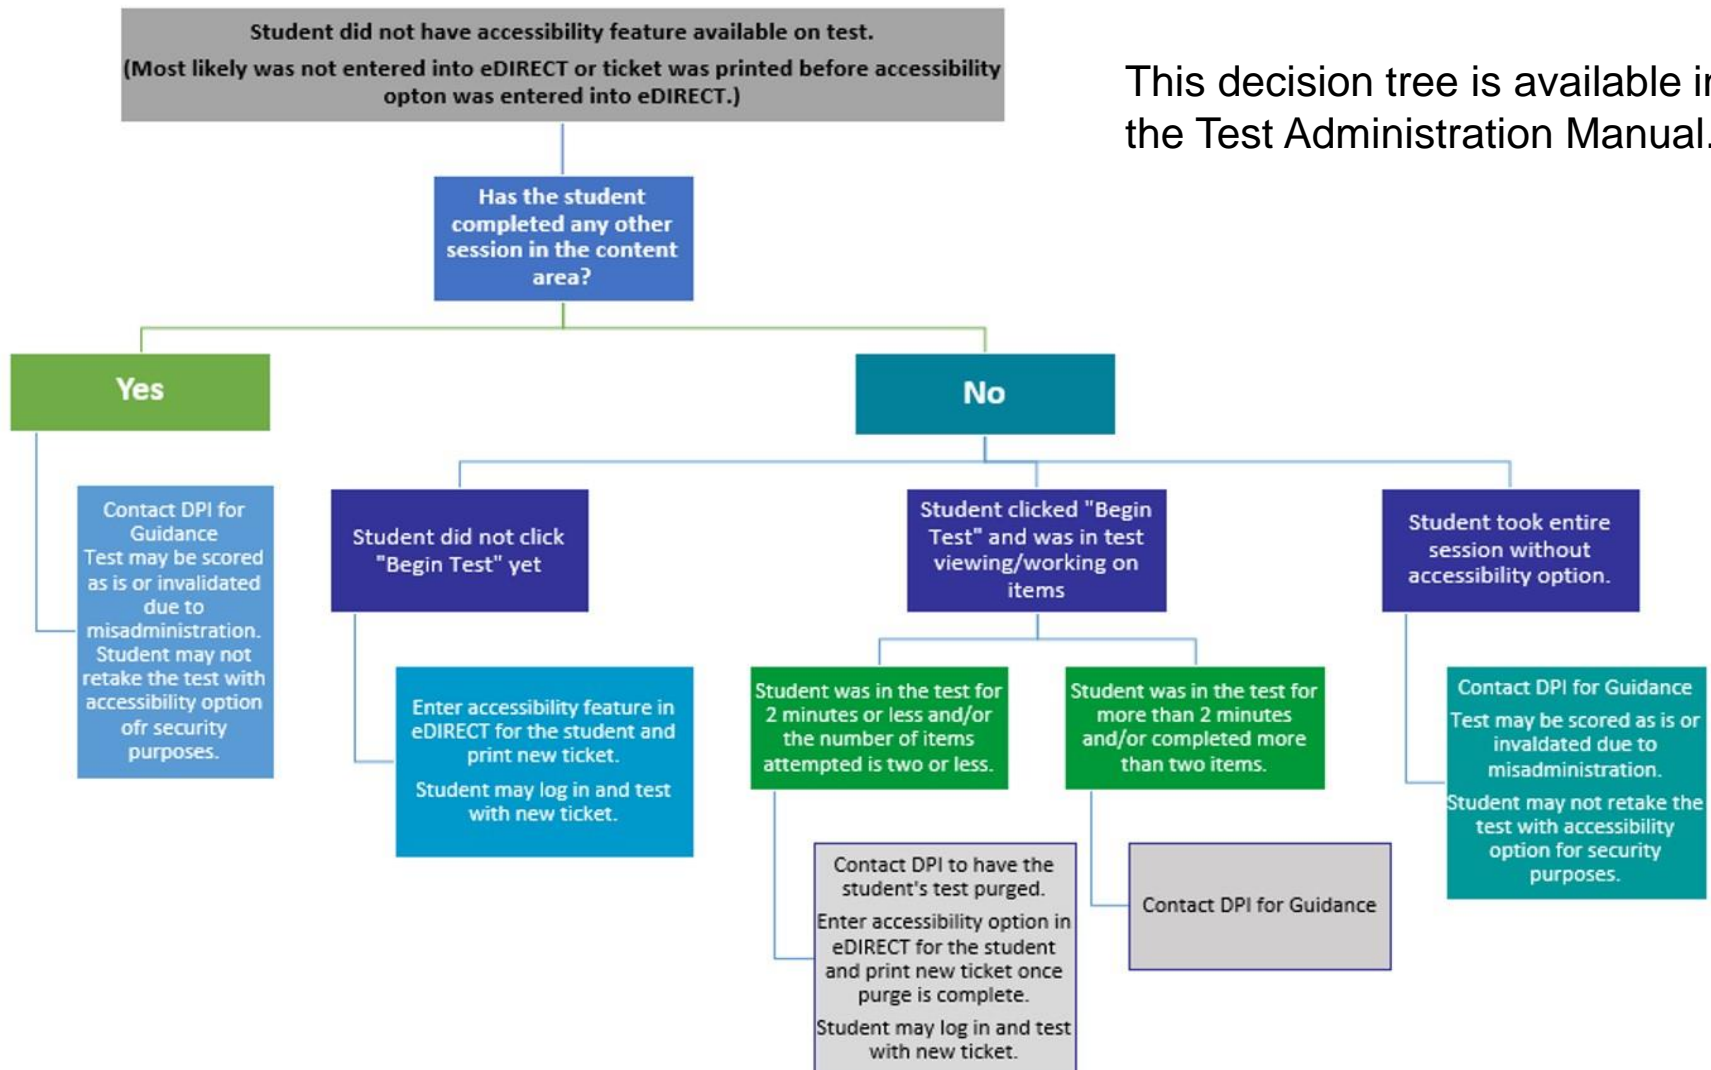 Student did not have accessibility feature available on test.
(Most likely was not entered into eDIRECT or ticket was printed before accessibility
opton was entered into eDIRECT.)
This decision tree is available in
the Test Administration Manual.
Has the student
completed any other
session in the content
area?
Yes
No
Contact DPI for
Guidance
Test may be scored
as is or invalidated
due to
misadministration.
Student may not
retake the test with
accessibility option
ofr security
purposes.
Student did not click
"Begin Test" yet
Enter accessibility feature in
eDIRECT for the student and
print new ticket.
Student may log in and test
with new ticket.
Student clicked "Begin
Test" and was in test
viewing/working on
items
Student was in the test for
2 minutes or less and/or
the number of items
attempted is two or less.
Contact DPI to have the
student's test purged.
Enter accessibility option in
eDIRECT for the student
and print new ticket once
purge is complete.
Student may log in and test
with new ticket.
Student was in the test for
more than 2 minutes
and/or completed more
than two items.
Contact DPI for Guidance
Student took entire
session without
accessibility option.
Contact DPI for Guidance
Test may be scored as is or
invaldated due to
misadministration.
Student may not retake the
test with accessibility
option for security
purposes.